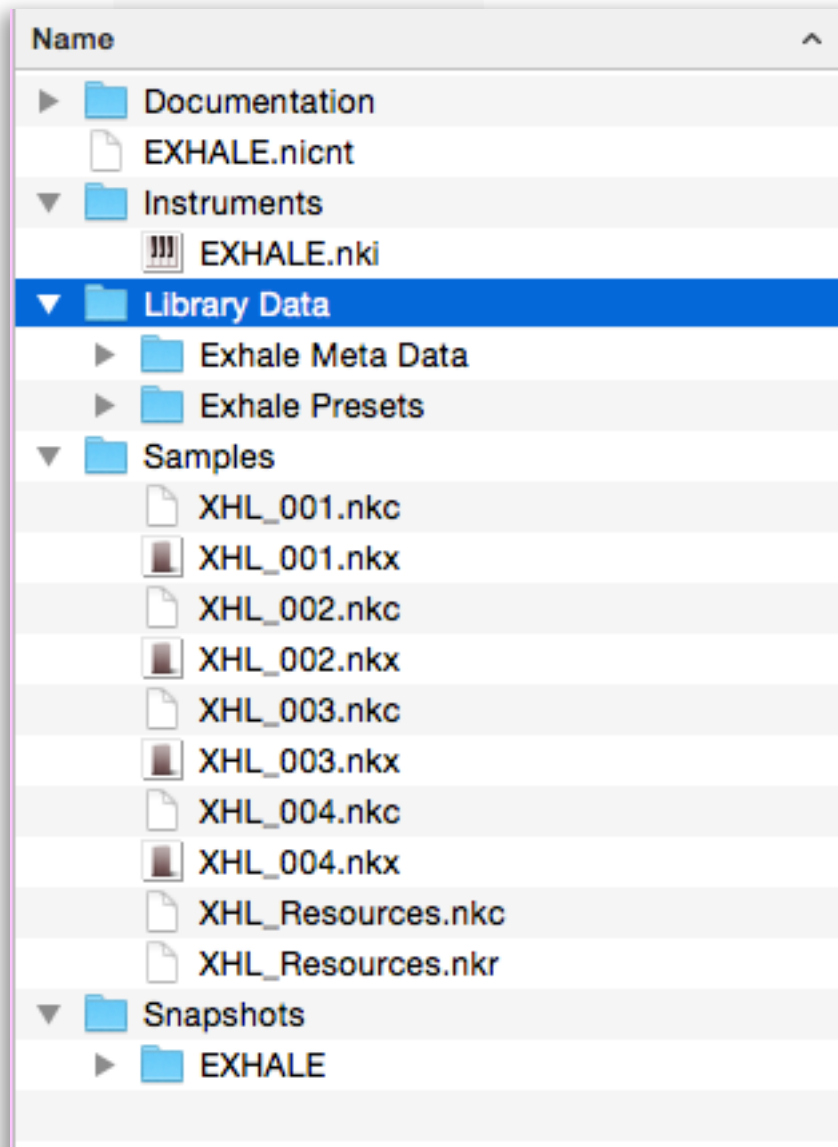 Name
Documentation
EXHALE.nicnt
Instruments
EXHALE.nki
Library Data
Exhale Meta Data
Exhale Presets
Samples
XHL_001.nkc
XHL_001.nkx
XHL_002.nkc
XHL_002.nkx
XHL_003.nkc
XHL_003.nkx
XHL_004.nkc
XHL_004.nkx
XHL_Resources.nkc
XHL_Resources.nkr
Snapshots
EXHALE